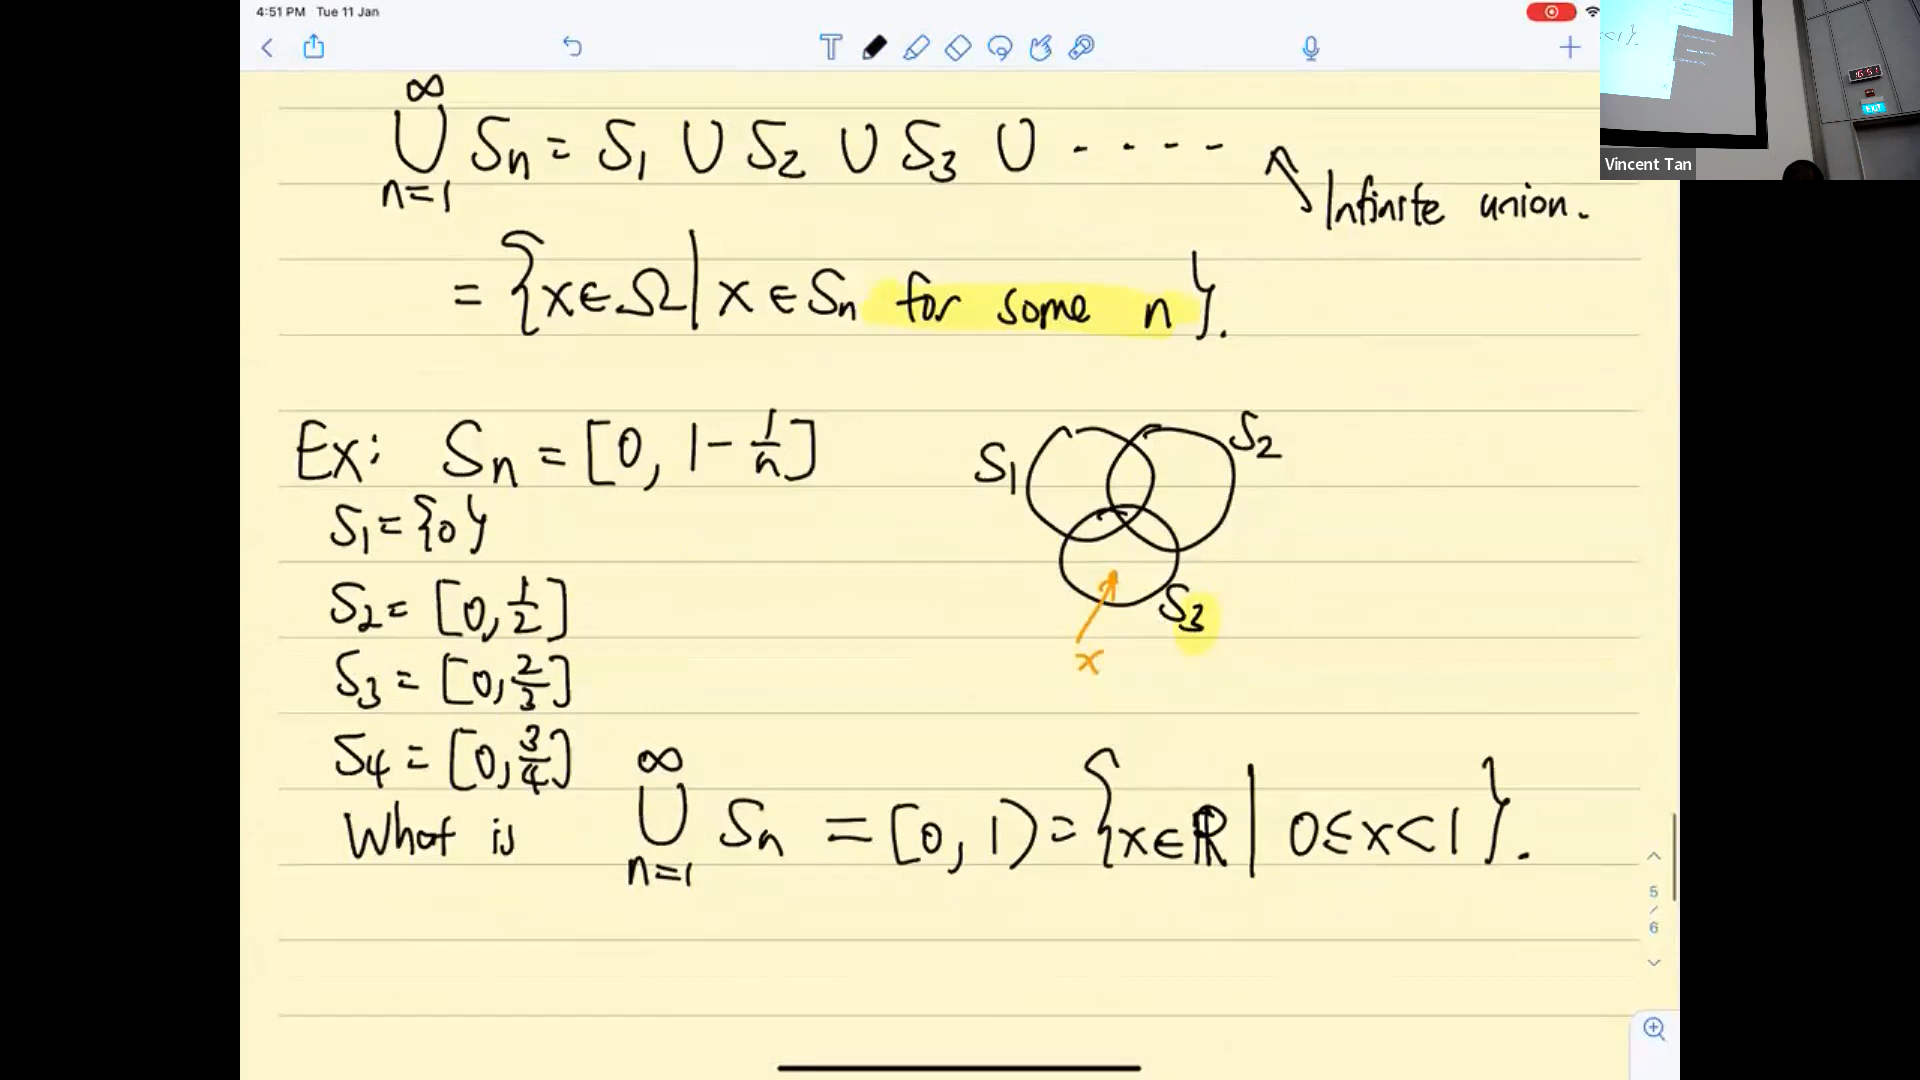 4:51 PM Tue 11 Jan
Vincent Tan
EXIT
∞
⋃ Sn = S1 ∪ S2 ∪ S3 ∪ - - - -
n=1
Infinite union.
= {x∈Ω | x∈Sn for some n}.
Ex: Sn = [0, 1-1/n]
S1 = {0}
S2 = [0, 1/2]
S3 = [0, 2/3]
S4 = [0, 3/4]
S1
S2
S3
x
∞
What is ⋃ Sn = [0, 1) = {x∈ℝ | 0≤x<1}.
n=1
5
/
6